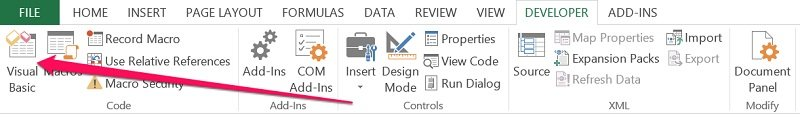 FILE HOME INSERT PAGE LAYOUT FORMULAS DATA REVIEW VIEW DEVELOPER ADD-INS
Visual Basic
Macros
Record Macro
Use Relative References
Macro Security
Code
Add-Ins
COM Add-Ins
Add-Ins
Insert
Design Mode
Properties
View Code
Run Dialog
Controls
Source
Map Properties
Expansion Packs
Refresh Data
Import
Export
XML
Document Panel
Modify